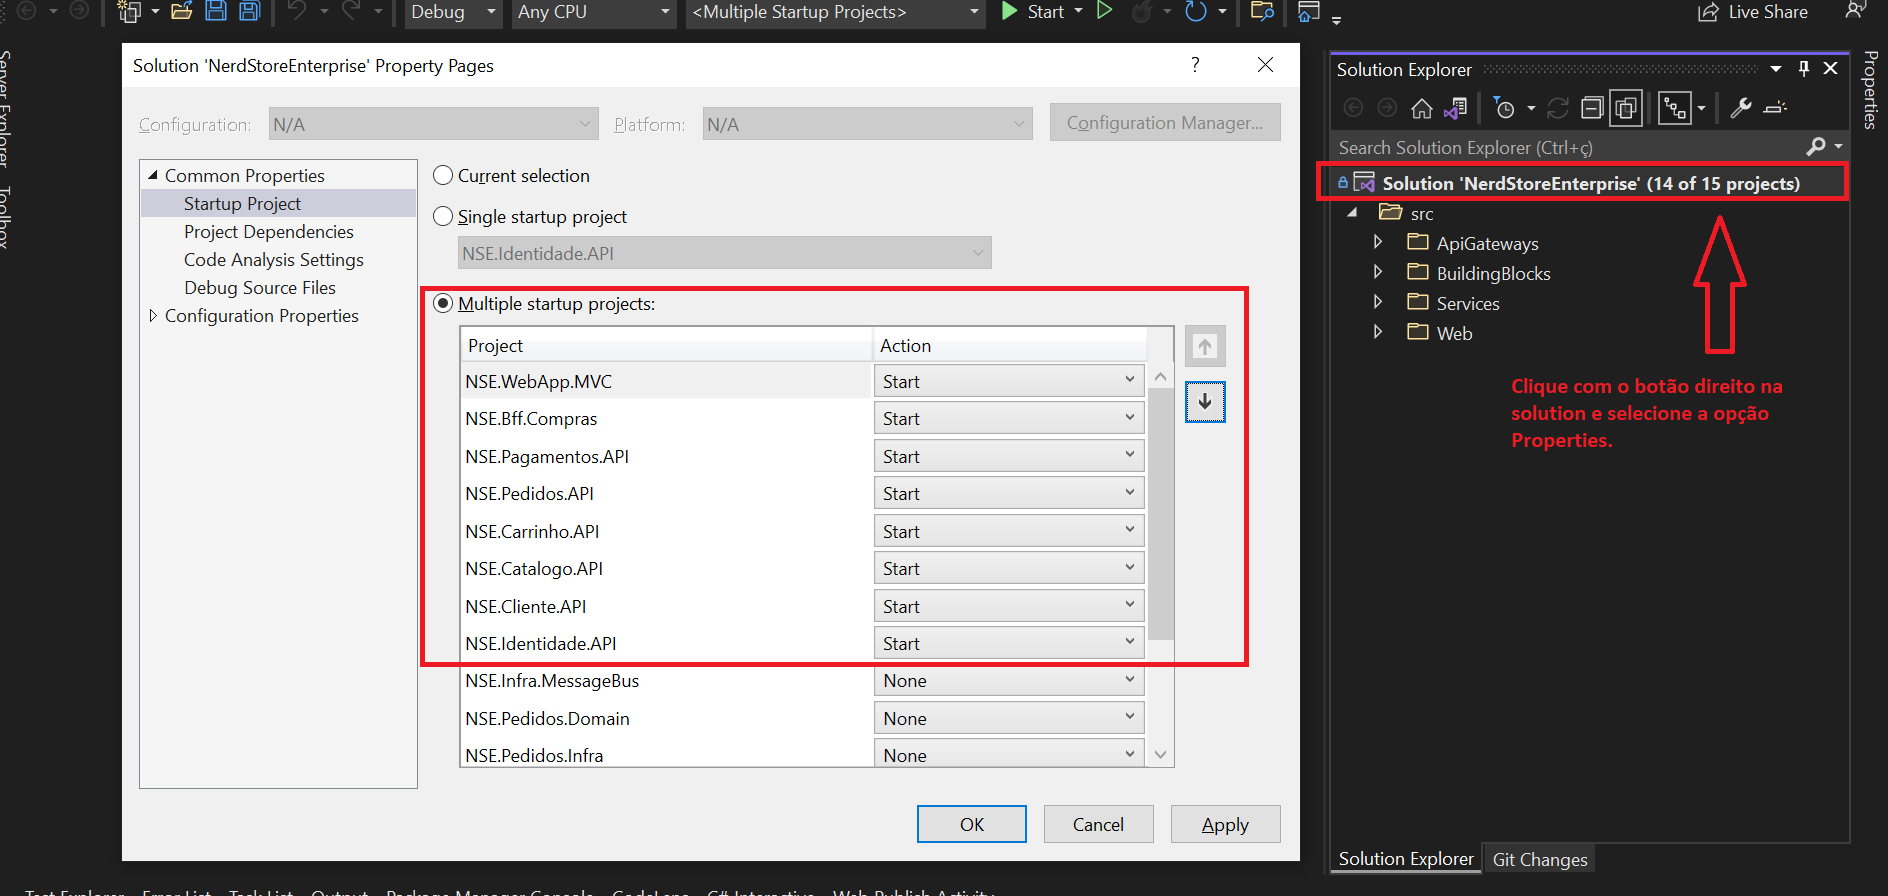 Debug
Any CPU
<Multiple Startup Projects>
Start
Live Share
Server Explorer
Toolbox
Solution 'NerdStoreEnterprise' Property Pages
?
Configuration:
N/A
Platform:
N/A
Configuration Manager...
Common Properties
Startup Project
Project Dependencies
Code Analysis Settings
Debug Source Files
Configuration Properties
Current selection
Single startup project
NSE.Identidade.API
Multiple startup projects:
Project Action
NSE.WebApp.MVC Start
NSE.Bff.Compras Start
NSE.Pagamentos.API Start
NSE.Pedidos.API Start
NSE.Carrinho.API Start
NSE.Catalogo.API Start
NSE.Cliente.API Start
NSE.Identidade.API Start
NSE.Infra.MessageBus None
NSE.Pedidos.Domain None
NSE.Pedidos.Infra None
OK
Cancel
Apply
Solution Explorer
Search Solution Explorer (Ctrl+ç)
Solution 'NerdStoreEnterprise' (14 of 15 projects)
src
ApiGateways
BuildingBlocks
Services
Web
Clique com o botão direito na
solution e selecione a opção
Properties.
Solution Explorer
Git Changes
Properties
Test Explorer Error List Task List Output Package Manager Console CodeLens C# Interactive Web Publish Activity